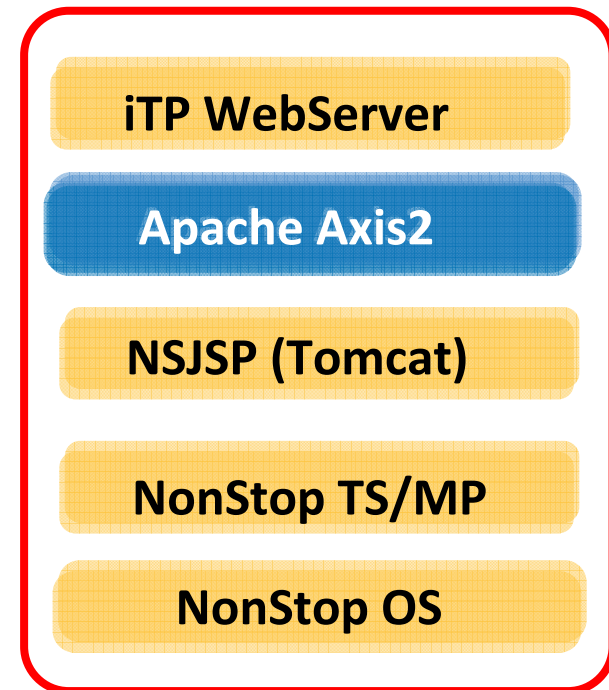 iTP WebServer
Apache Axis2
NSJSP (Tomcat)
NonStop TS/MP
NonStop OS